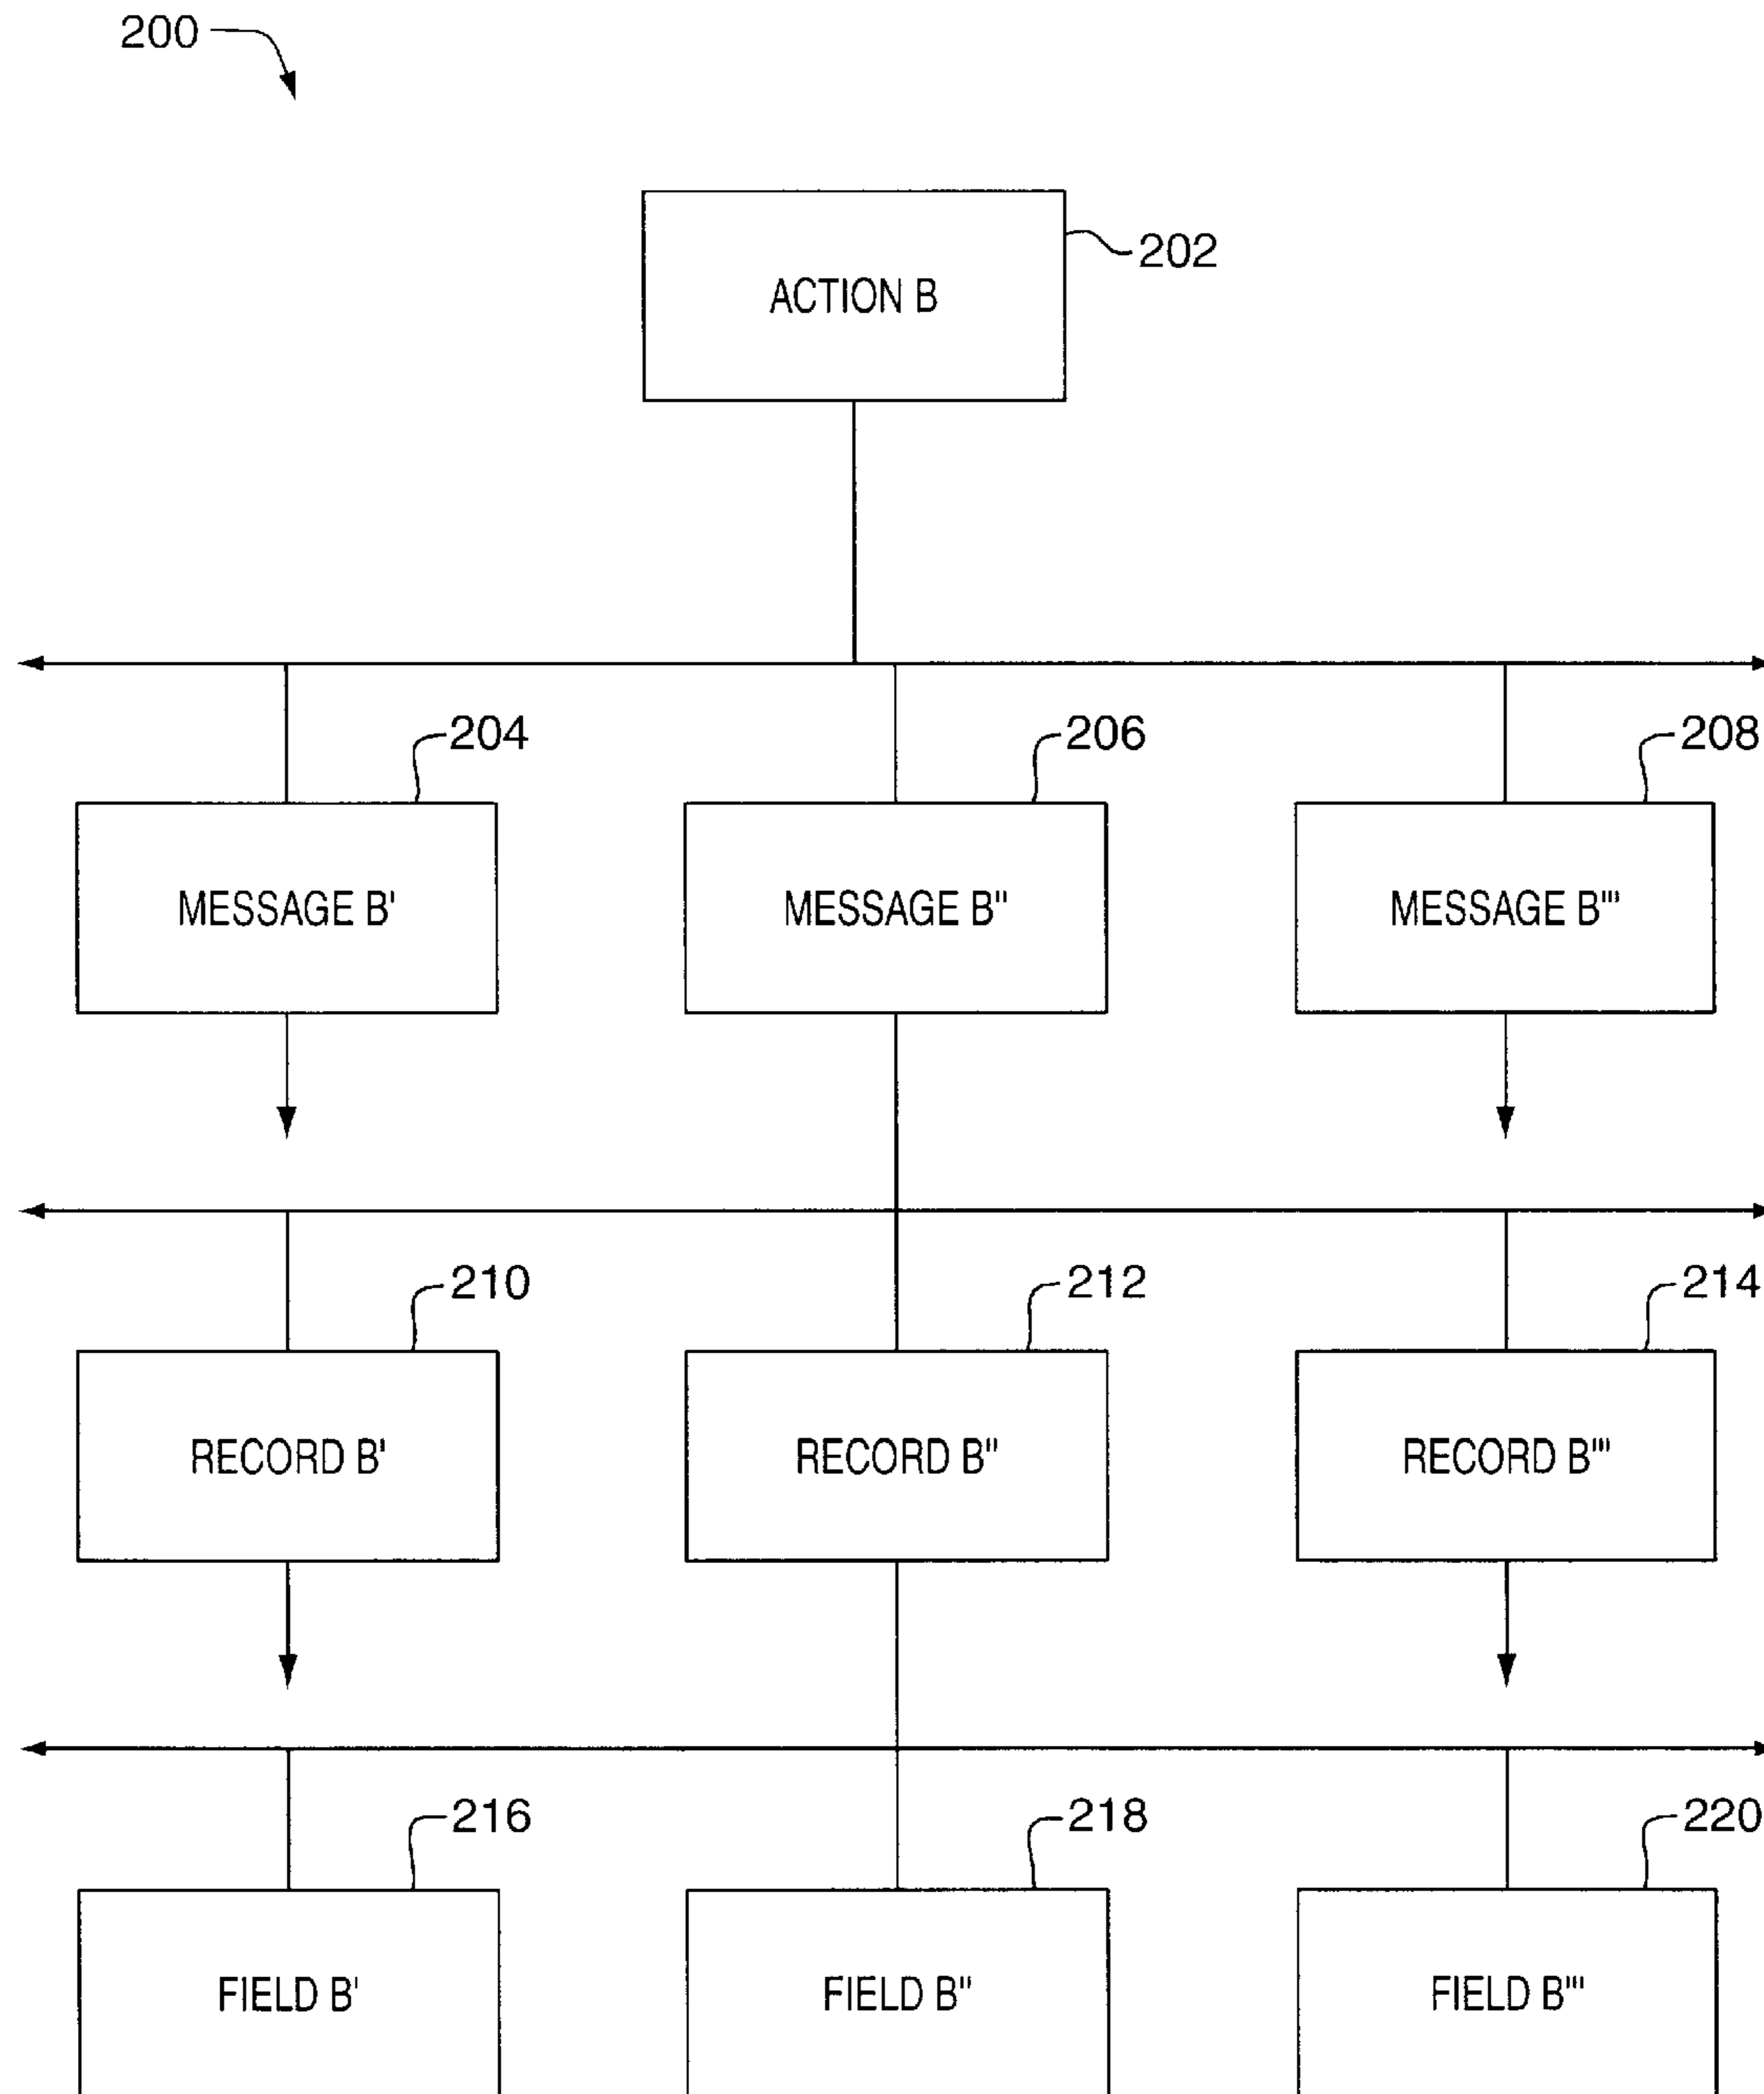 200
202
ACTION B
204
206
208
MESSAGE B'
MESSAGE B"
MESSAGE B'"
210
212
214
RECORD B'
RECORD B"
RECORD B'"
216
218
220
FIELD B'
FIELD B"
FIELD B'"